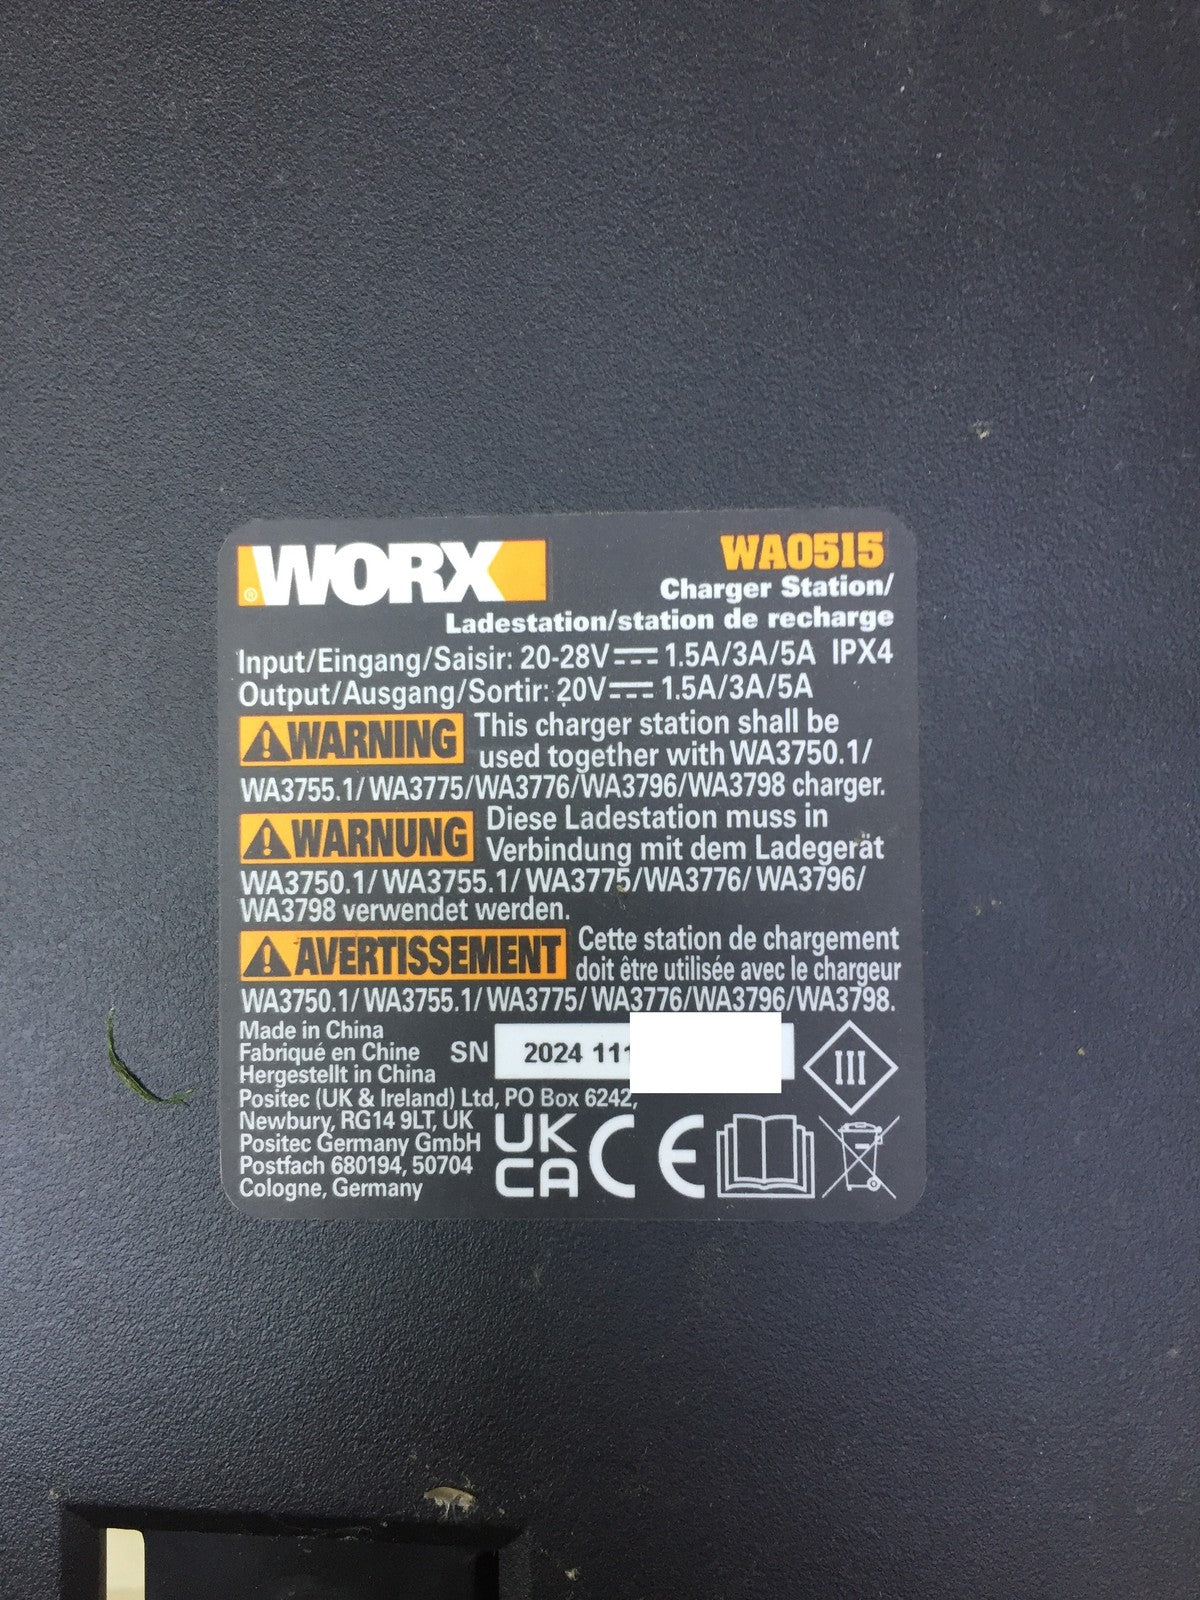 WORX
®
WA0515
Charger Station/
Ladestation/station de recharge
Input/Eingang/Saisir: 20-28V⎓1.5A/3A/5A IPX4
Output/Ausgang/Sortir: 20V⎓1.5A/3A/5A
WARNING This charger station shall be
used together with WA3750.1/
WA3755.1/ WA3775/WA3776/WA3796/WA3798 charger.
WARNUNG Diese Ladestation muss in
Verbindung mit dem Ladegerät
WA3750.1/ WA3755.1/ WA3775/WA3776/ WA3796/
WA3798 verwendet werden.
AVERTISSEMENT Cette station de chargement
doit être utilisée avec le chargeur
WA3750.1/ WA3755.1/ WA3775/ WA3776/WA3796/WA3798.
Made in China
Fabriqué en Chine
Hergestellt in China
SN 2024 111
III
Positec (UK & Ireland) Ltd, PO Box 6242,
Newbury, RG14 9LT, UK
Positec Germany GmbH
Postfach 680194, 50704
Cologne, Germany
UK
CA
CE